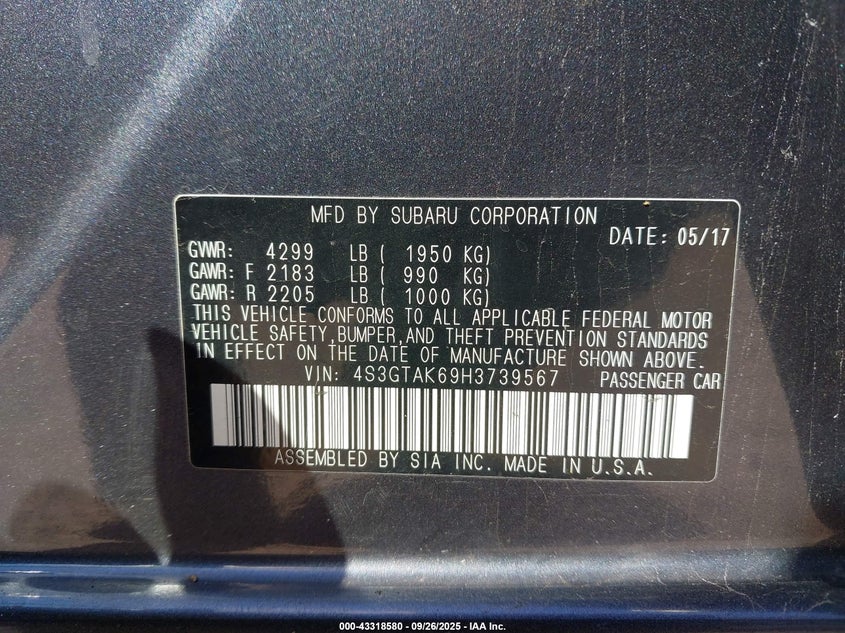 MFD BY SUBARU CORPORATION
DATE: 05/17
GVWR: 4299 LB ( 1950 KG)
GAWR: F 2183 LB ( 990 KG)
GAWR: R 2205 LB ( 1000 KG)
THIS VEHICLE CONFORMS TO ALL APPLICABLE FEDERAL MOTOR
VEHICLE SAFETY,BUMPER,AND THEFT PREVENTION STANDARDS
IN EFFECT ON THE DATE OF MANUFACTURE SHOWN ABOVE.
VIN: 4S3GTAK69H3739567 PASSENGER CAR
ASSEMBLED BY SIA INC. MADE IN U.S.A.
000-43318580 - 09/26/2025 - IAA Inc.